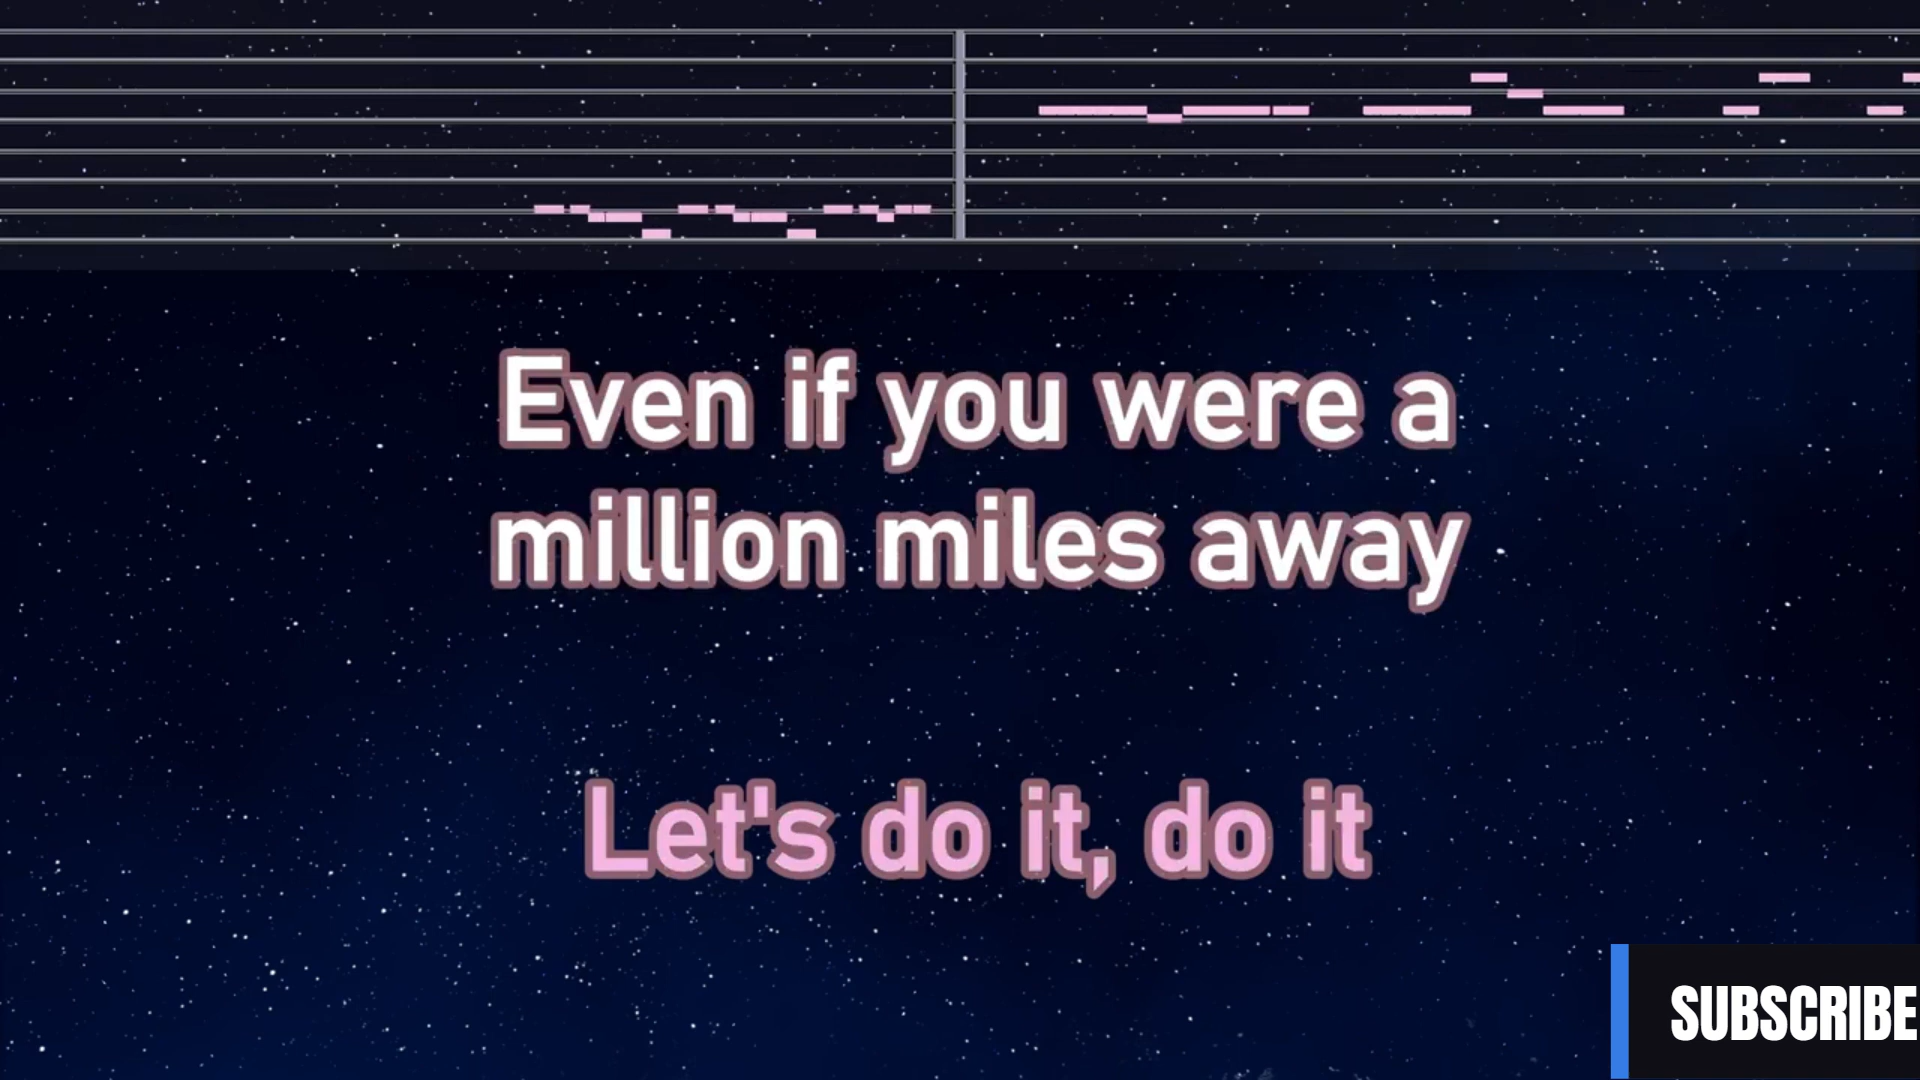 Even if you were a
million miles away
Let's do it, do it
SUBSCRIBE